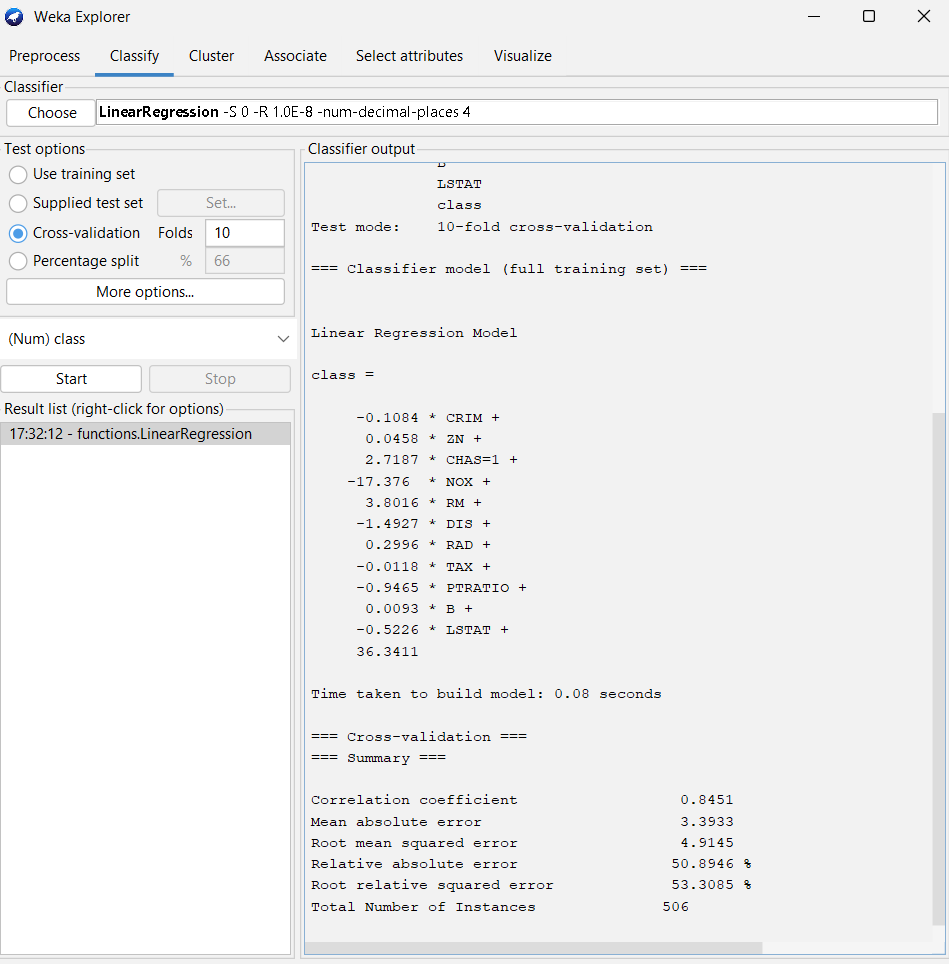 Weka Explorer
Preprocess Classify Cluster Associate Select attributes Visualize
Classifier
Choose LinearRegression -S 0 -R 1.0E-8 -num-decimal-places 4
Test options
Use training set
Supplied test set Set...
Cross-validation Folds 10
Percentage split % 66
More options...
(Num) class
Start Stop
Result list (right-click for options)
17:32:12 - functions.LinearRegression
Classifier output
B
LSTAT
class
Test mode: 10-fold cross-validation
=== Classifier model (full training set) ===
Linear Regression Model
class =
-0.1084 * CRIM +
0.0458 * ZN +
2.7187 * CHAS=1 +
-17.376 * NOX +
3.8016 * RM +
-1.4927 * DIS +
0.2996 * RAD +
-0.0118 * TAX +
-0.9465 * PTRATIO +
0.0093 * B +
-0.5226 * LSTAT +
36.3411
Time taken to build model: 0.08 seconds
=== Cross-validation ===
=== Summary ===
Correlation coefficient 0.8451
Mean absolute error 3.3933
Root mean squared error 4.9145
Relative absolute error 50.8946 %
Root relative squared error 53.3085 %
Total Number of Instances 506